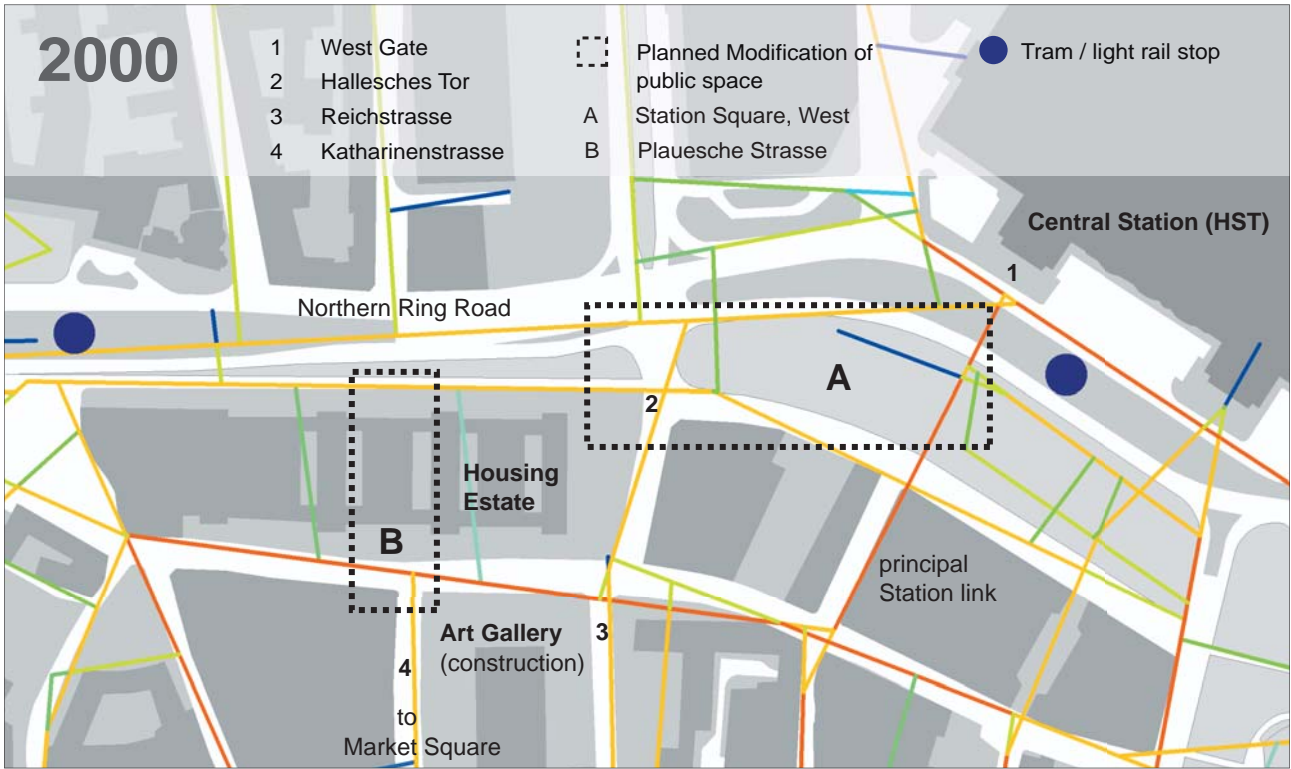 2000
1 West Gate
2 Hallesches Tor
3 Reichstrasse
4 Katharinenstrasse
Planned Modification of
public space
A Station Square, West
B Plauesche Strasse
Tram / light rail stop
Central Station (HST)
1
Northern Ring Road
A
2
Housing
Estate
B
principal
Station link
Art Gallery
(construction)
3
4
to
Market Square